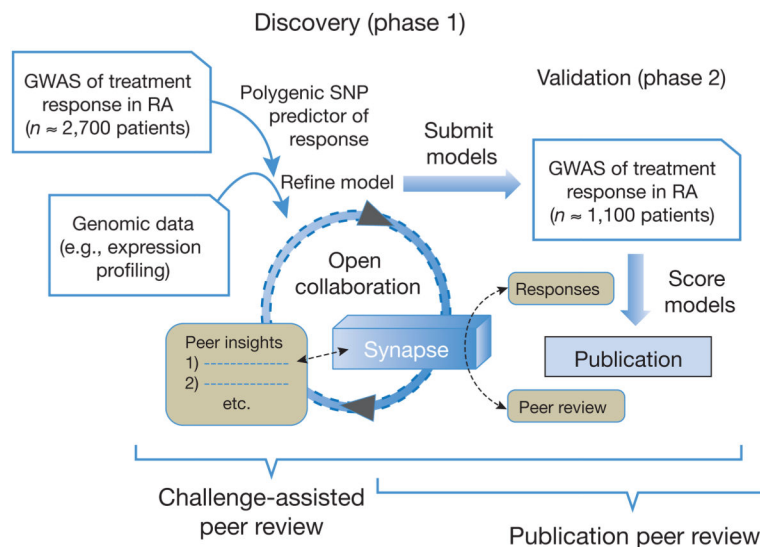 Discovery (phase 1)
GWAS of treatment
response in RA
(n ≈ 2,700 patients)
Polygenic SNP
predictor of
response
Refine model
Genomic data
(e.g., expression
profiling)
Submit
models
Validation (phase 2)
GWAS of treatment
response in RA
(n ≈ 1,100 patients)
Open
collaboration
Peer insights
1)
2)
etc.
Synapse
Responses
Score
models
Publication
Peer review
Challenge-assisted
peer review
Publication peer review